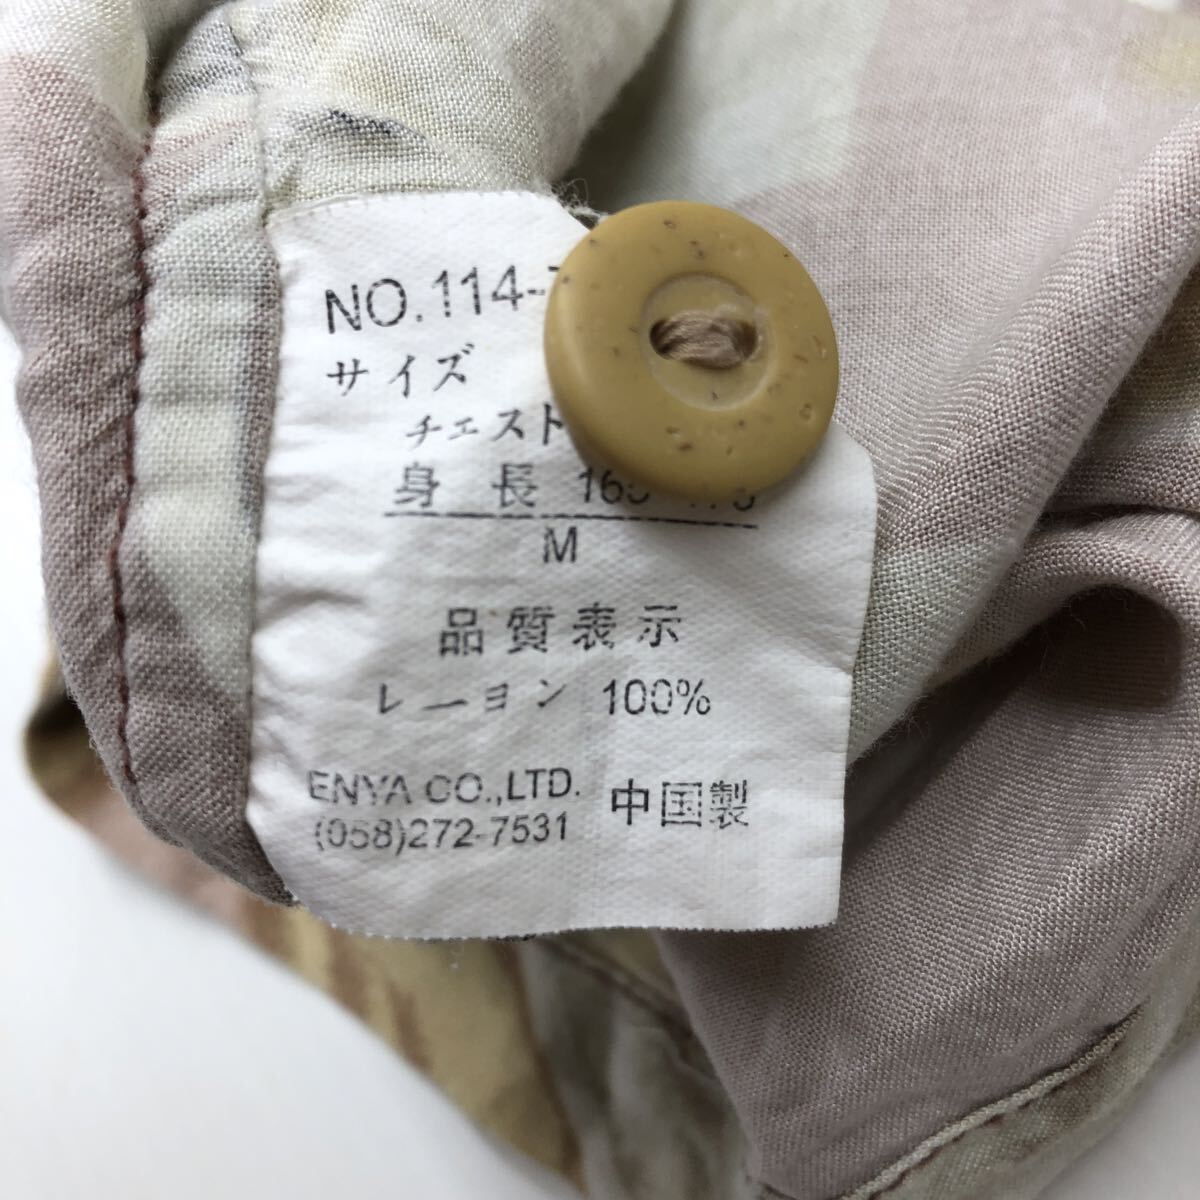 NO.114-
サイズ
チェスト
身長
M
品質表示
レーヨン 100%
ENYA CO.,LTD.
(058)272-7531
中国製